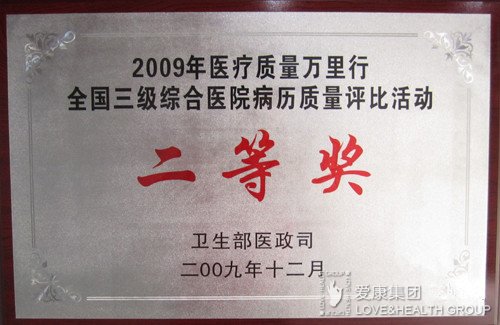 2009年医疗质量万里行
全国三级综合医院病历质量评比活动
二等奖
卫生部医政司
二00九年十二月
爱康集团
LOVE&HEALTH GROUP